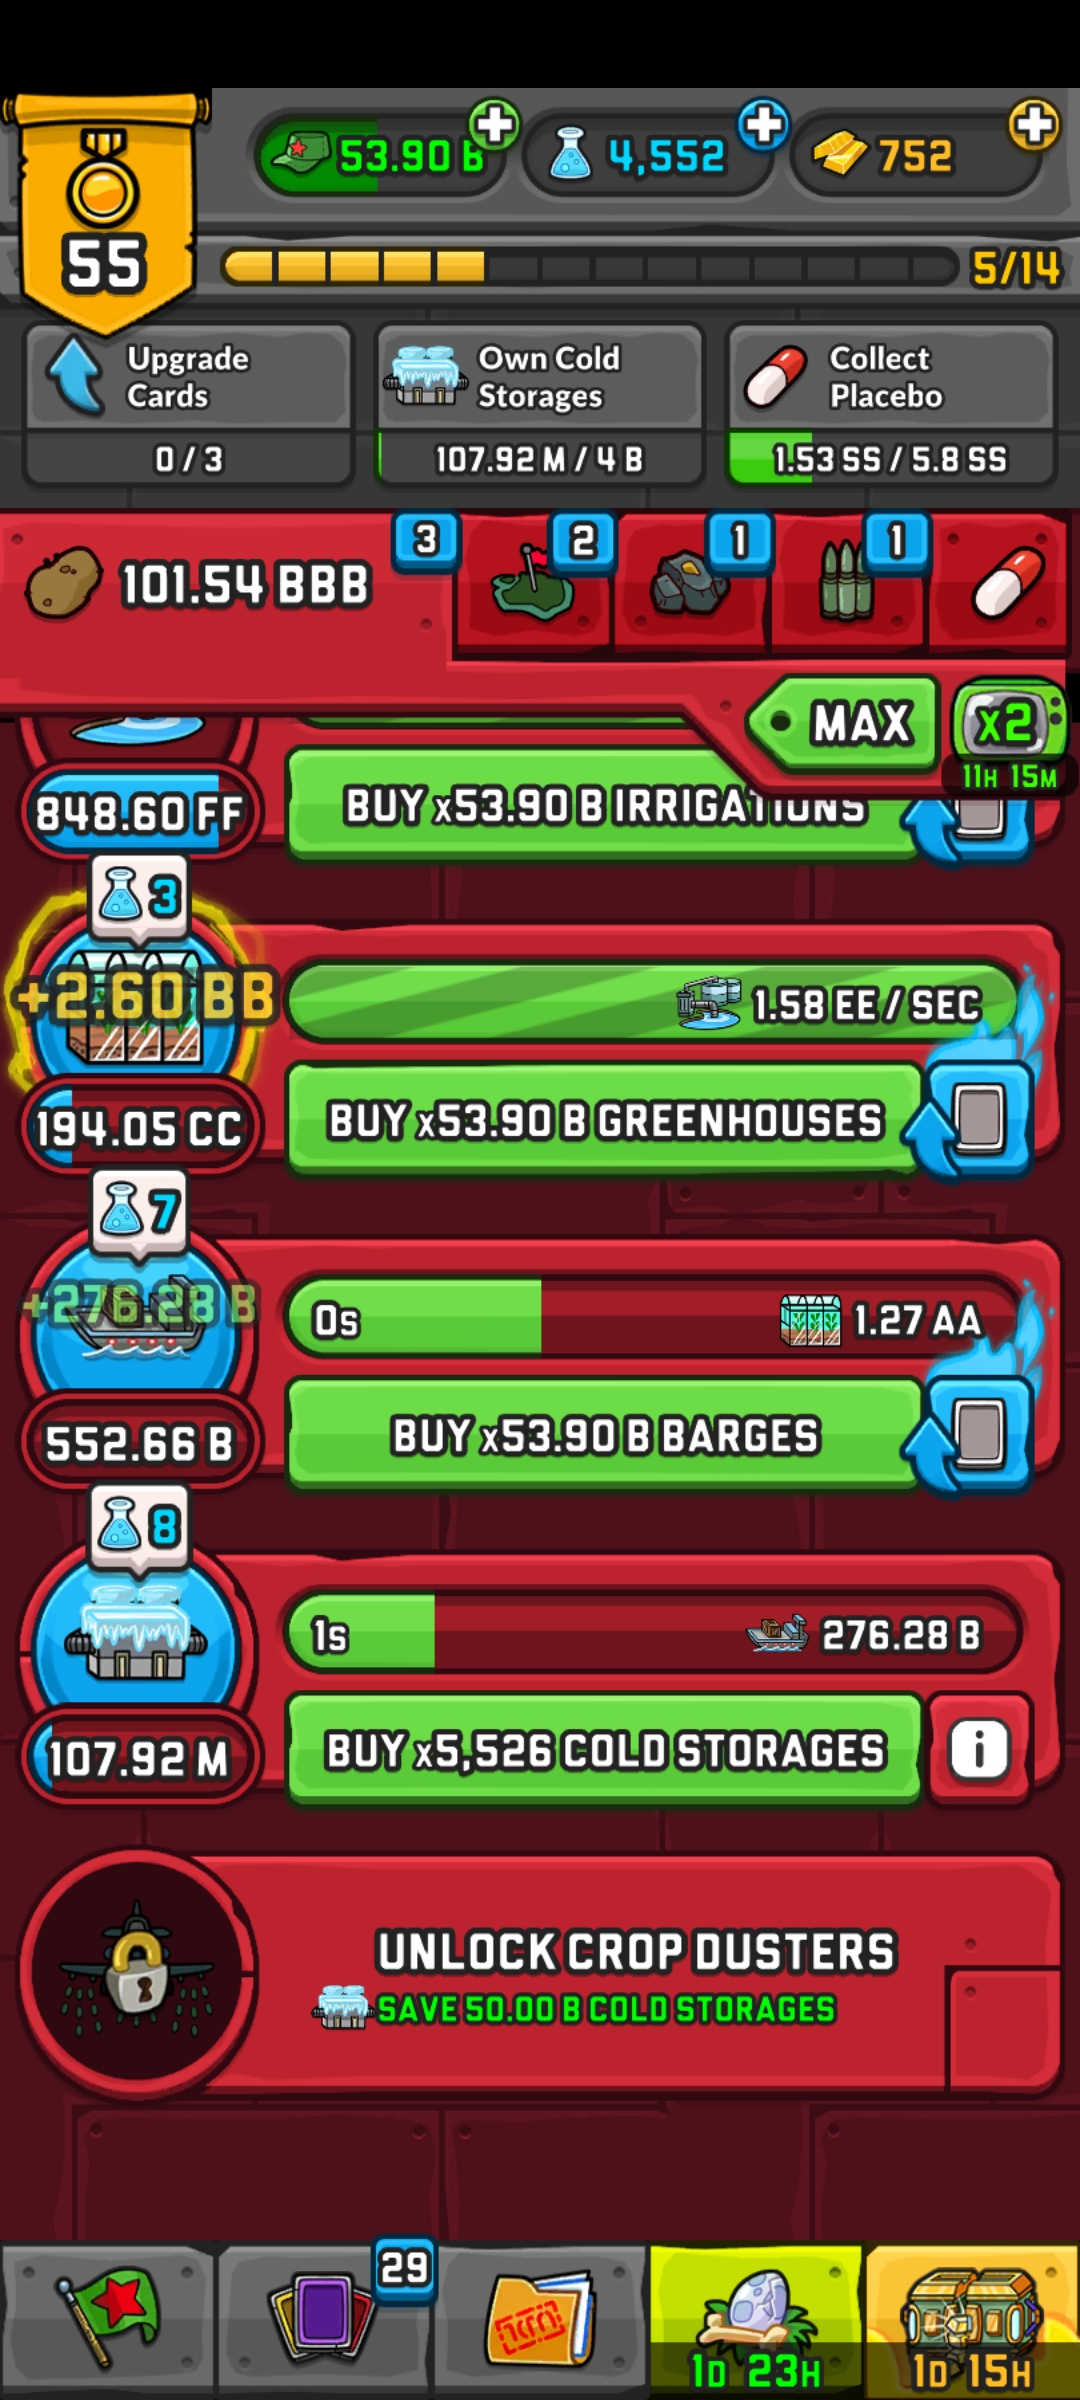 53.90 B
4,552
752
55
5/14
Upgrade
Cards
0 / 3
Own Cold
Storages
107.92 M / 4 B
Collect
Placebo
1.53 SS / 5.8 SS
101.54 BBB
3
2
1
1
MAX
x2
11H 15M
848.60 FF
BUY x53.90 B IRRIGATIONS
3
+2.60 BB
1.58 EE / SEC
194.05 CC
BUY x53.90 B GREENHOUSES
7
+276.28 B
0s
1.27 AA
552.66 B
BUY x53.90 B BARGES
8
1s
276.28 B
107.92 M
BUY x5,526 COLD STORAGES
i
UNLOCK CROP DUSTERS
SAVE 50.00 B COLD STORAGES
29
1D 23H
1D 15H